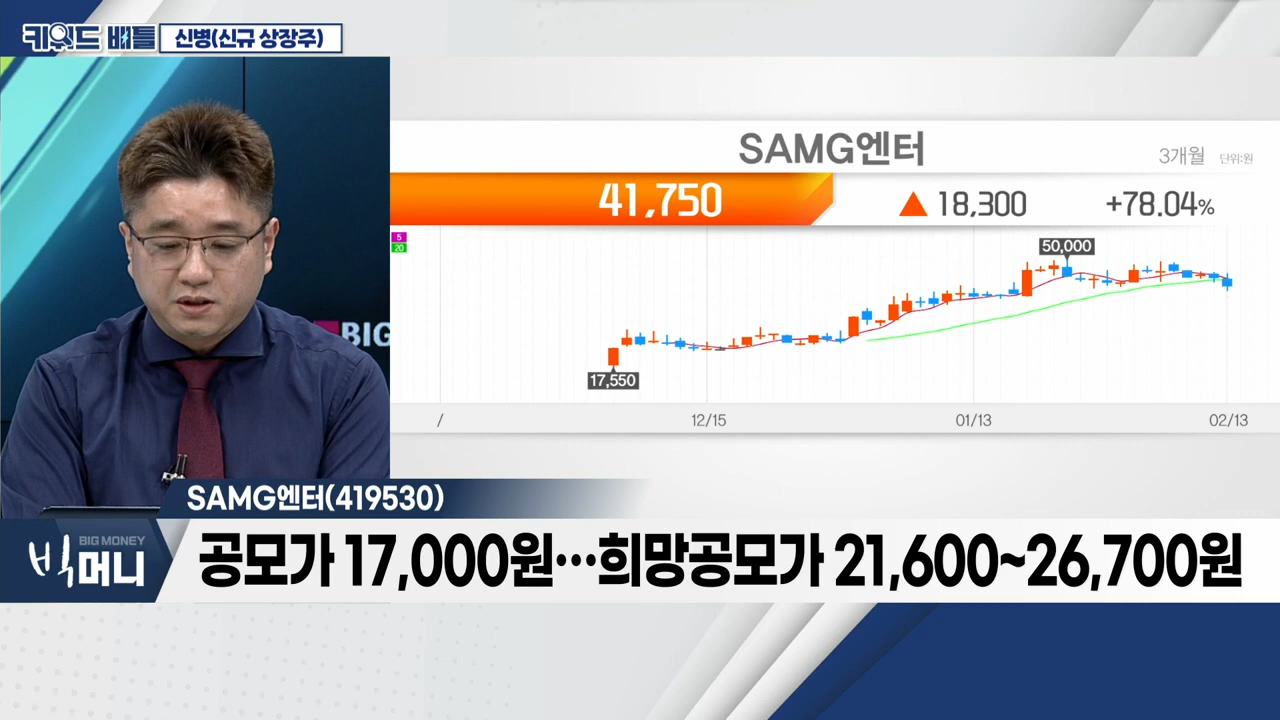 키워드 배틀 신병(신규 상장주)
SAMG엔터
3개월 단위:원
41,750 ▲ 18,300 +78.04%
5
20
50,000
17,550
/ 12/15 01/13 02/13
BIG
SAMG엔터(419530)
BIG MONEY
빅머니
공모가 17,000원…희망공모가 21,600~26,700원